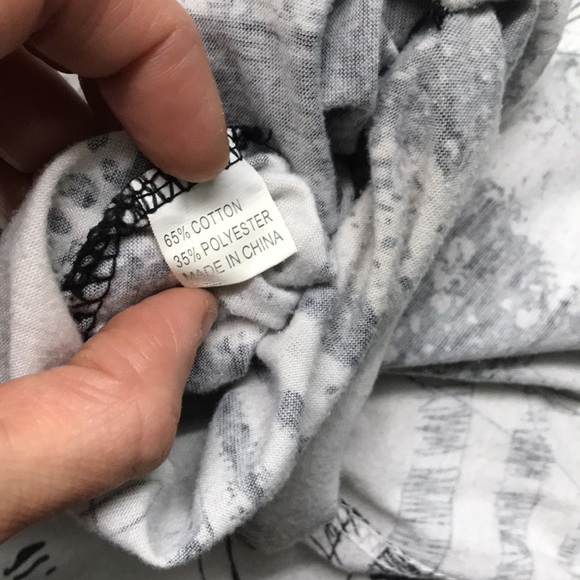 65% COTTON
35% POLYESTER
MADE IN CHINA